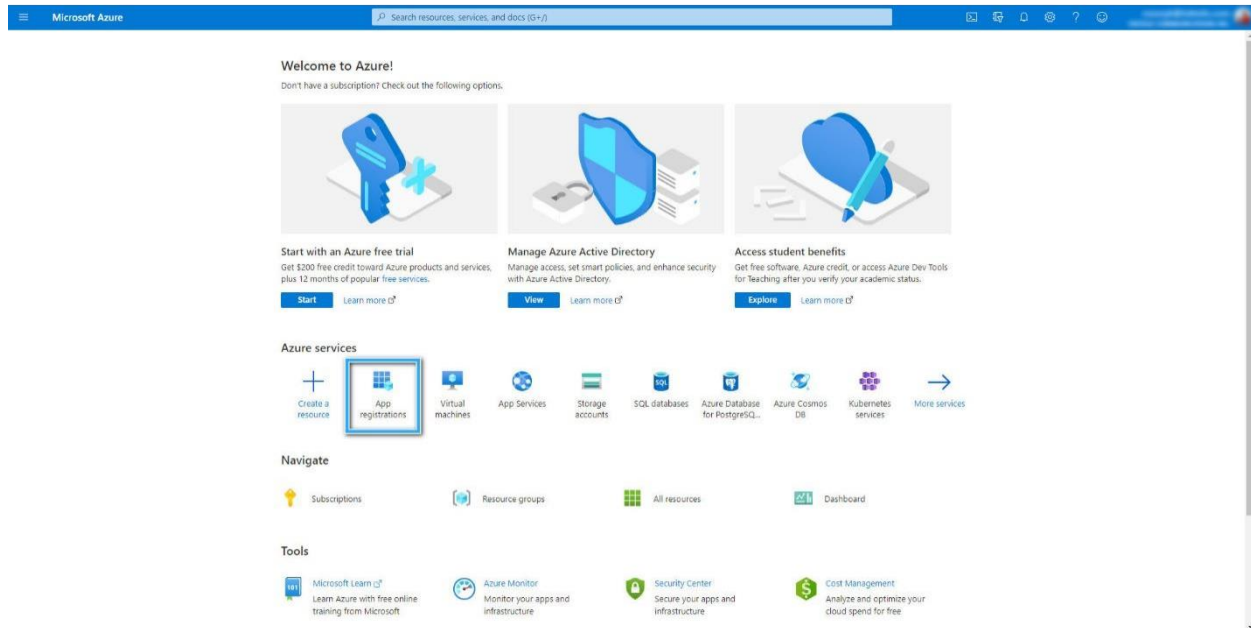 Microsoft Azure
Search resources, services, and docs (G+/)
Welcome to Azure!
Don't have a subscription? Check out the following options.
Start with an Azure free trial
Get $200 free credit toward Azure products and services,
plus 12 months of popular free services.
Start
Learn more
Manage Azure Active Directory
Manage access, set smart policies, and enhance security
with Azure Active Directory.
View
Learn more
Access student benefits
Get free software, Azure credit, or access Azure Dev Tools
for Teaching after you verify your academic status.
Explore
Learn more
Azure services
Create a
resource
App
registrations
Virtual
machines
App Services
Storage
accounts
SQL
SQL databases
Azure Database
for PostgreSQ...
Azure Cosmos
DB
Kubernetes
services
More services
Navigate
Subscriptions
Resource groups
All resources
Dashboard
Tools
101
Microsoft Learn
Learn Azure with free online
training from Microsoft
Azure Monitor
Monitor your apps and
infrastructure
Security Center
Secure your apps and
infrastructure
$
Cost Management
Analyze and optimize your
cloud spend for free